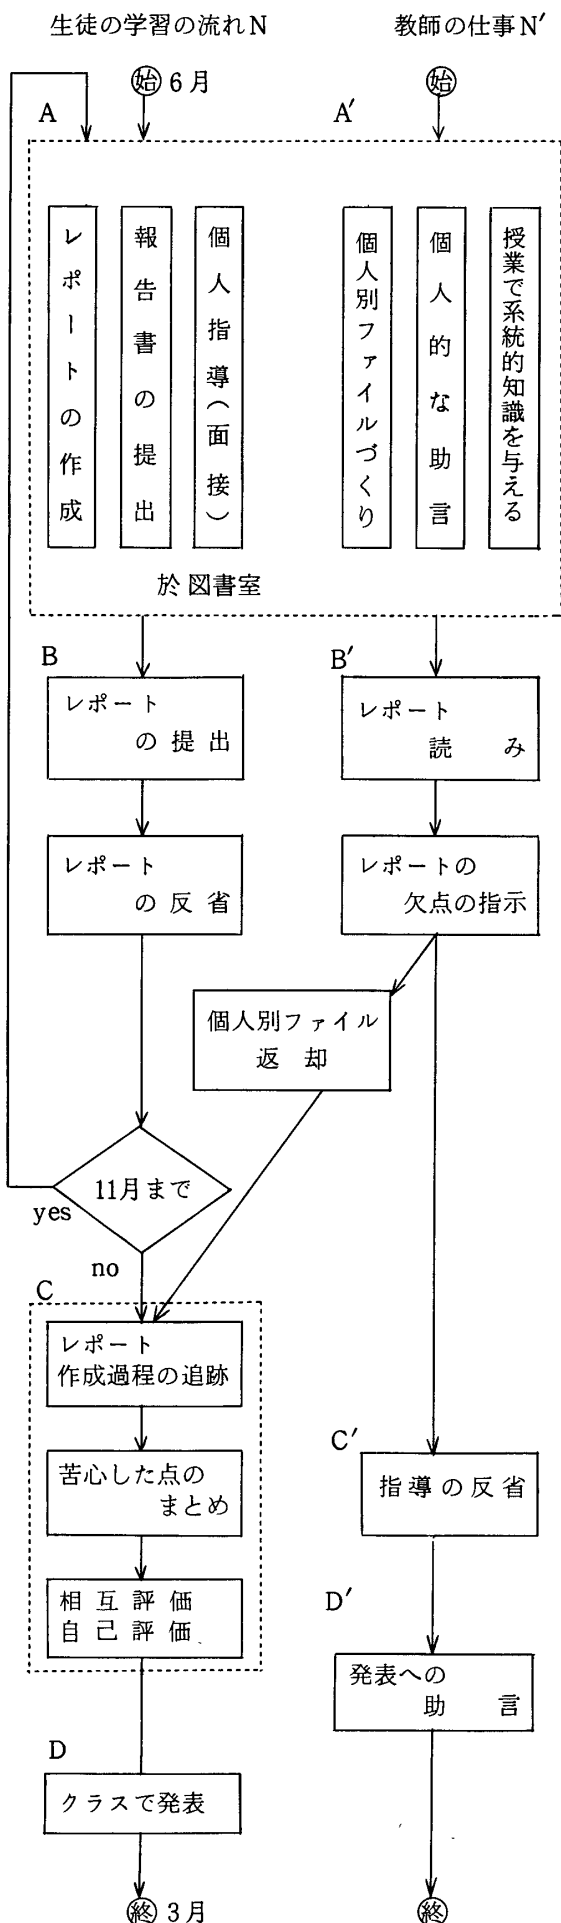 生徒の学習の流れN
教師の仕事N′
始 6月
始
A
A′
レポートの作成
報告書の提出
個人指導(面接)
個人別ファイルづくり
個人的な助言
授業で系統的知識を与える
於図書室
B
レポート
の提出
B′
レポート
読み
レポート
の反省
レポートの
欠点の指示
個人別ファイル
返却
11月まで
yes
no
C
レポート
作成過程の追跡
苦心した点の
まとめ
相互評価
自己評価
C′
指導の反省
D′
発表への
助言
D
クラスで発表
終 3月
終